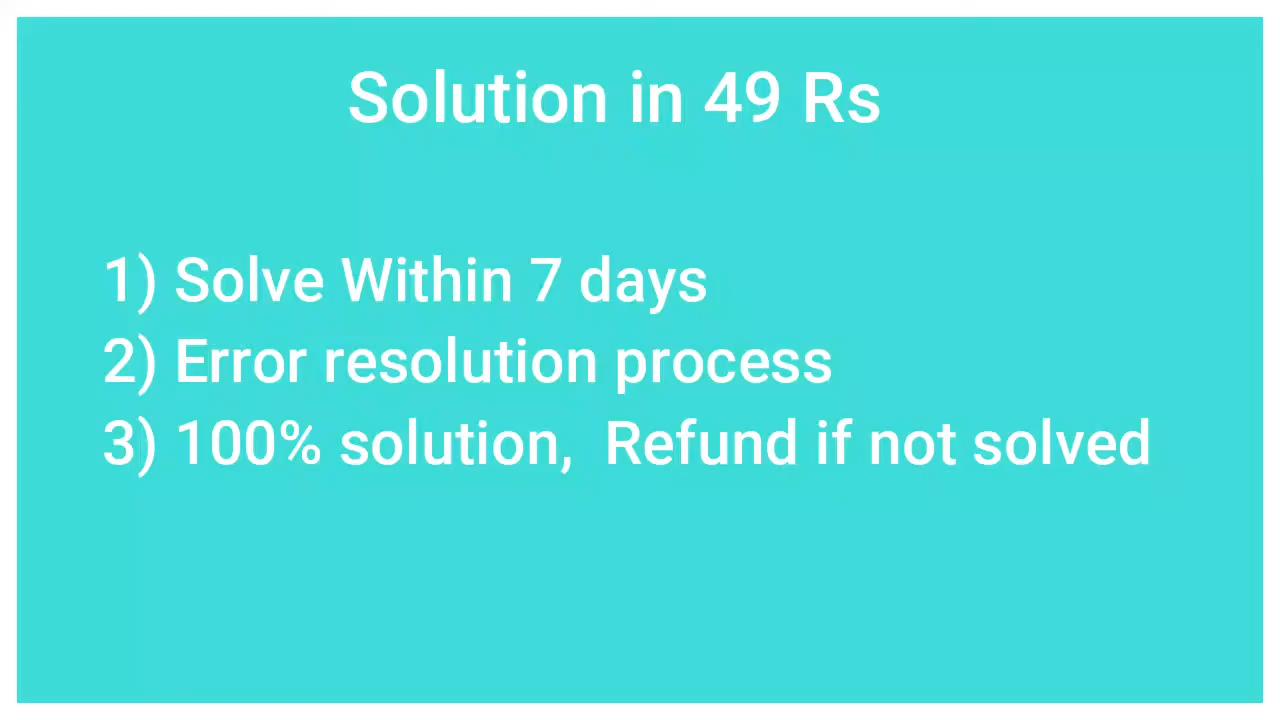 Solution in 49 Rs
1) Solve Within 7 days
2) Error resolution process
3) 100% solution,  Refund if not solved